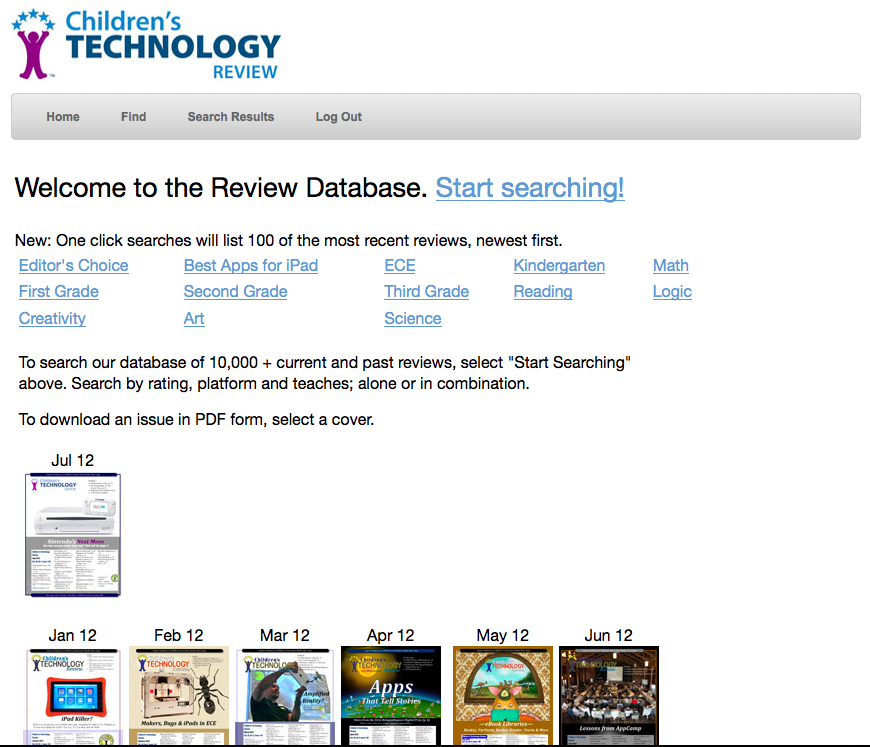 Children's
TECHNOLOGY
REVIEW
Home Find Search Results Log Out
Welcome to the Review Database. Start searching!
New: One click searches will list 100 of the most recent reviews, newest first.
Editor's Choice Best Apps for iPad ECE Kindergarten Math
First Grade Second Grade Third Grade Reading Logic
Creativity Art Science
To search our database of 10,000 + current and past reviews, select "Start Searching"
above. Search by rating, platform and teaches; alone or in combination.
To download an issue in PDF form, select a cover.
Jul 12
Children's
TECHNOLOGY
REVIEW
Wii U
Nintendo's Next Move
Jan 12 Feb 12 Mar 12 Apr 12 May 12 Jun 12
Children's
TECHNOLOGY
Review
iPad Killer?
Children's
TECHNOLOGY
Makers, Bugs & iPads in ECE
Children's
TECHNOLOGY
Amplified
Reality?
Children's
TECHNOLOGY
Apps
That Tell Stories
TECHNOLOGY
eBook Libraries
TECHNOLOGY
Lessons from AppCamp